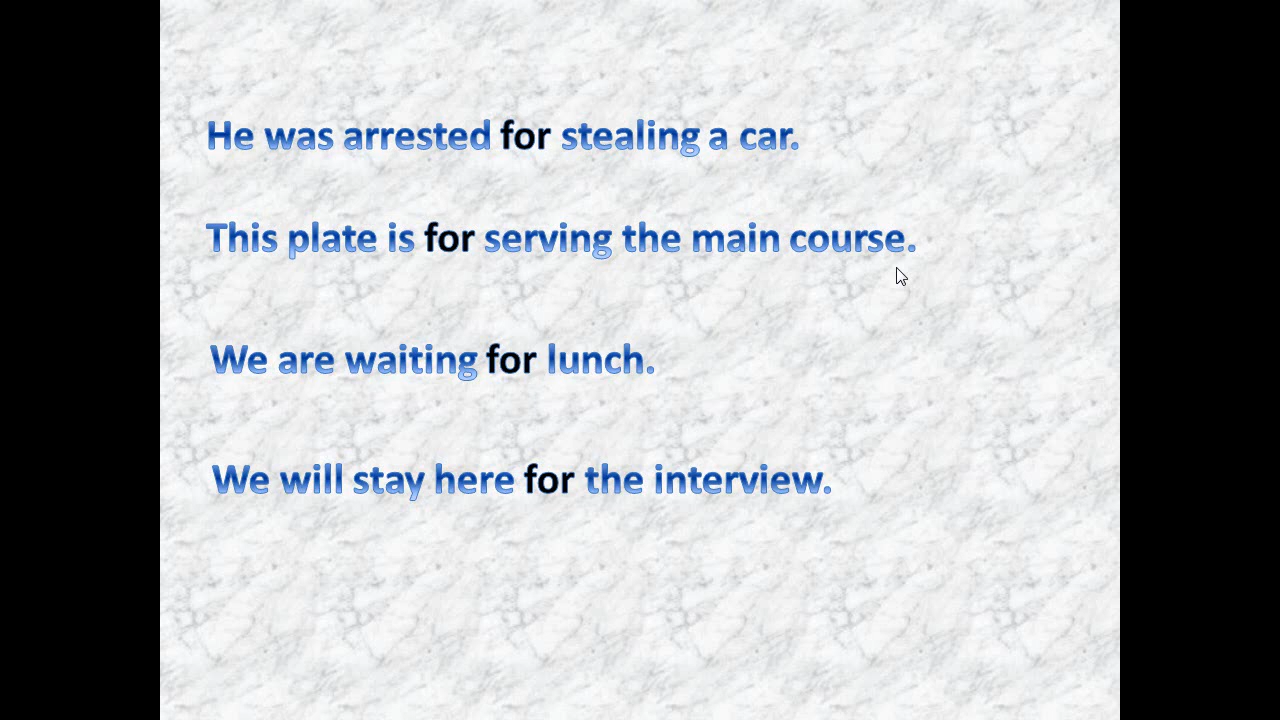 He was arrested for stealing a car.
This plate is for serving the main course.
We are waiting for lunch.
We will stay here for the interview.